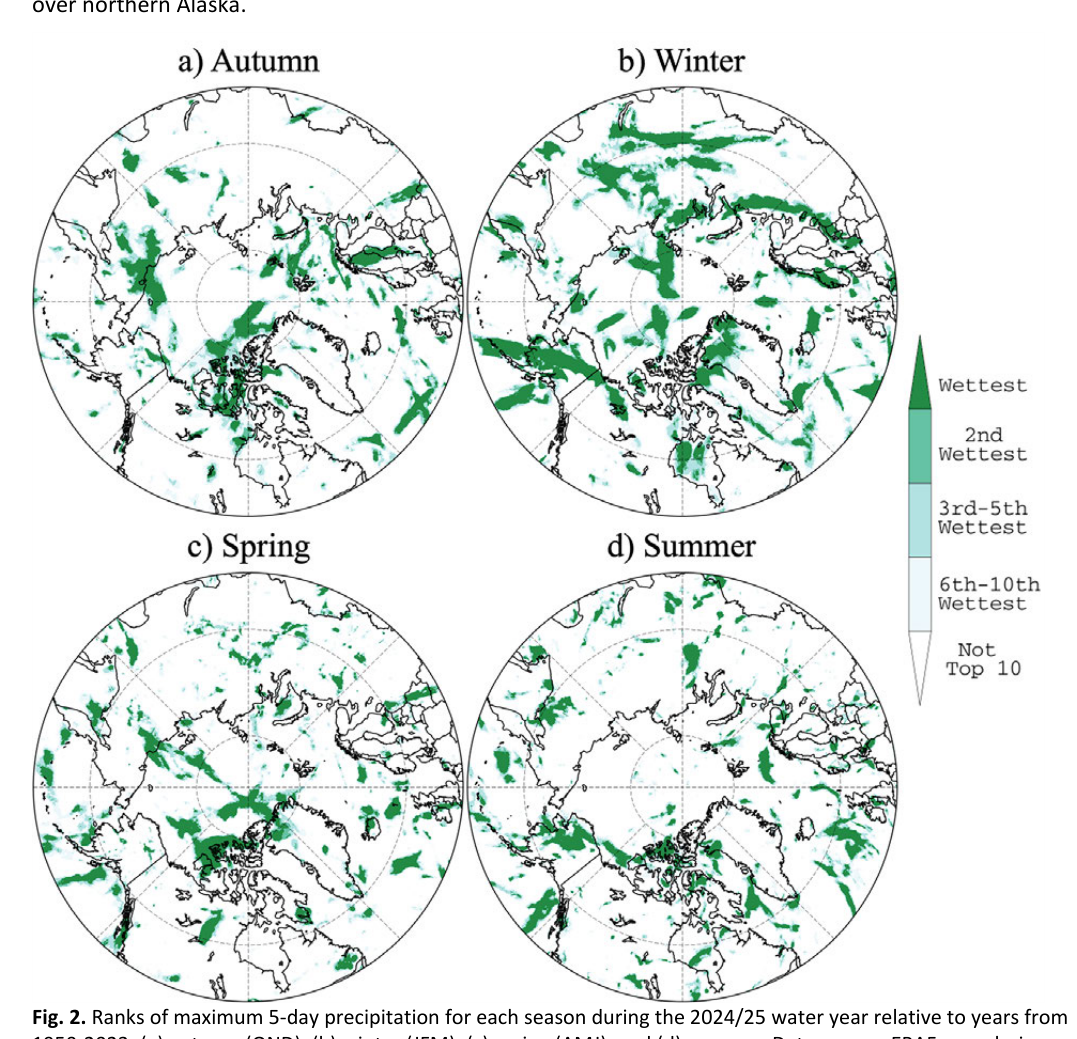 over northern Alaska.
a) Autumn
b) Winter
c) Spring
d) Summer
Wettest
2nd
Wettest
3rd-5th
Wettest
6th-10th
Wettest
Not
Top 10
Fig. 2. Ranks of maximum 5-day precipitation for each season during the 2024/25 water year relative to years from